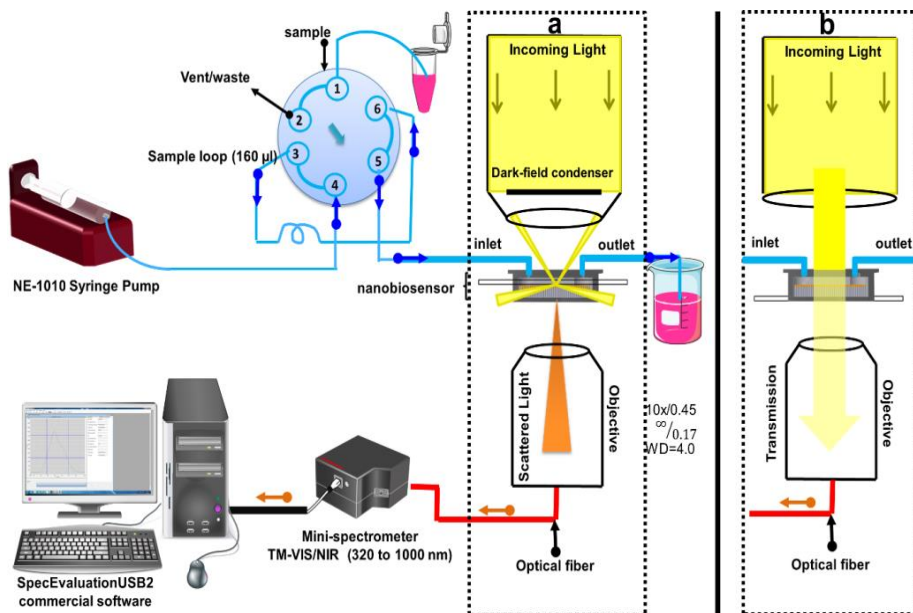 a
b
sample
Incoming Light
Incoming Light
Vent/waste
1
2
6
Sample loop (160 µl)
3
5
4
Dark-field condenser
inlet
outlet
inlet
outlet
NE-1010 Syringe Pump
nanobiosensor
Scattered Light
Objective
10x/0.45
∞/0.17
WD=4.0
Transmission
Objective
Mini-spectrometer
TM-VIS/NIR (320 to 1000 nm)
Optical fiber
Optical fiber
SpecEvaluationUSB2
commercial software